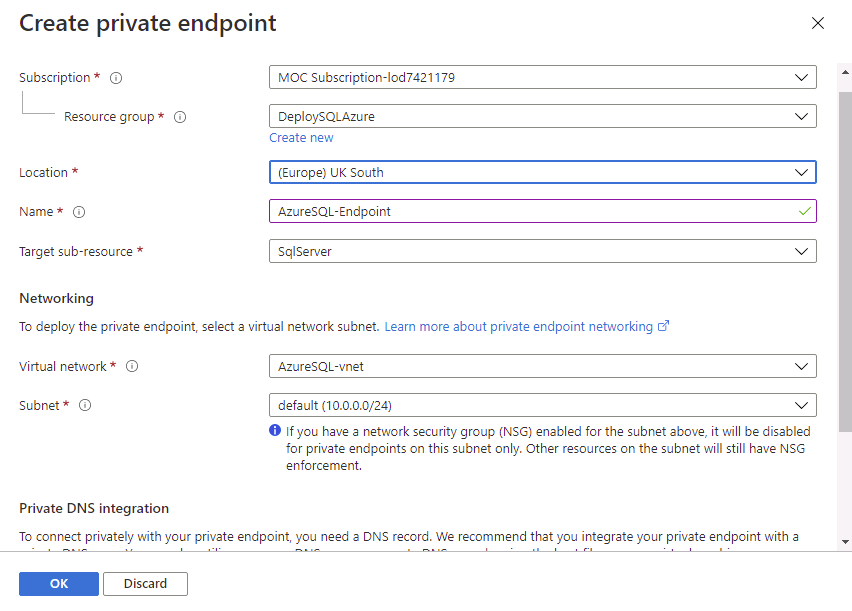 Create private endpoint
Subscription *
MOC Subscription-lod7421179
Resource group *
DeploySQLAzure
Create new
Location *
(Europe) UK South
Name *
AzureSQL-Endpoint
Target sub-resource *
SqlServer
Networking
To deploy the private endpoint, select a virtual network subnet. Learn more about private endpoint networking
Virtual network *
AzureSQL-vnet
Subnet *
default (10.0.0.0/24)
If you have a network security group (NSG) enabled for the subnet above, it will be disabled
for private endpoints on this subnet only. Other resources on the subnet will still have NSG
enforcement.
Private DNS integration
To connect privately with your private endpoint, you need a DNS record. We recommend that you integrate your private endpoint with a
OK
Discard